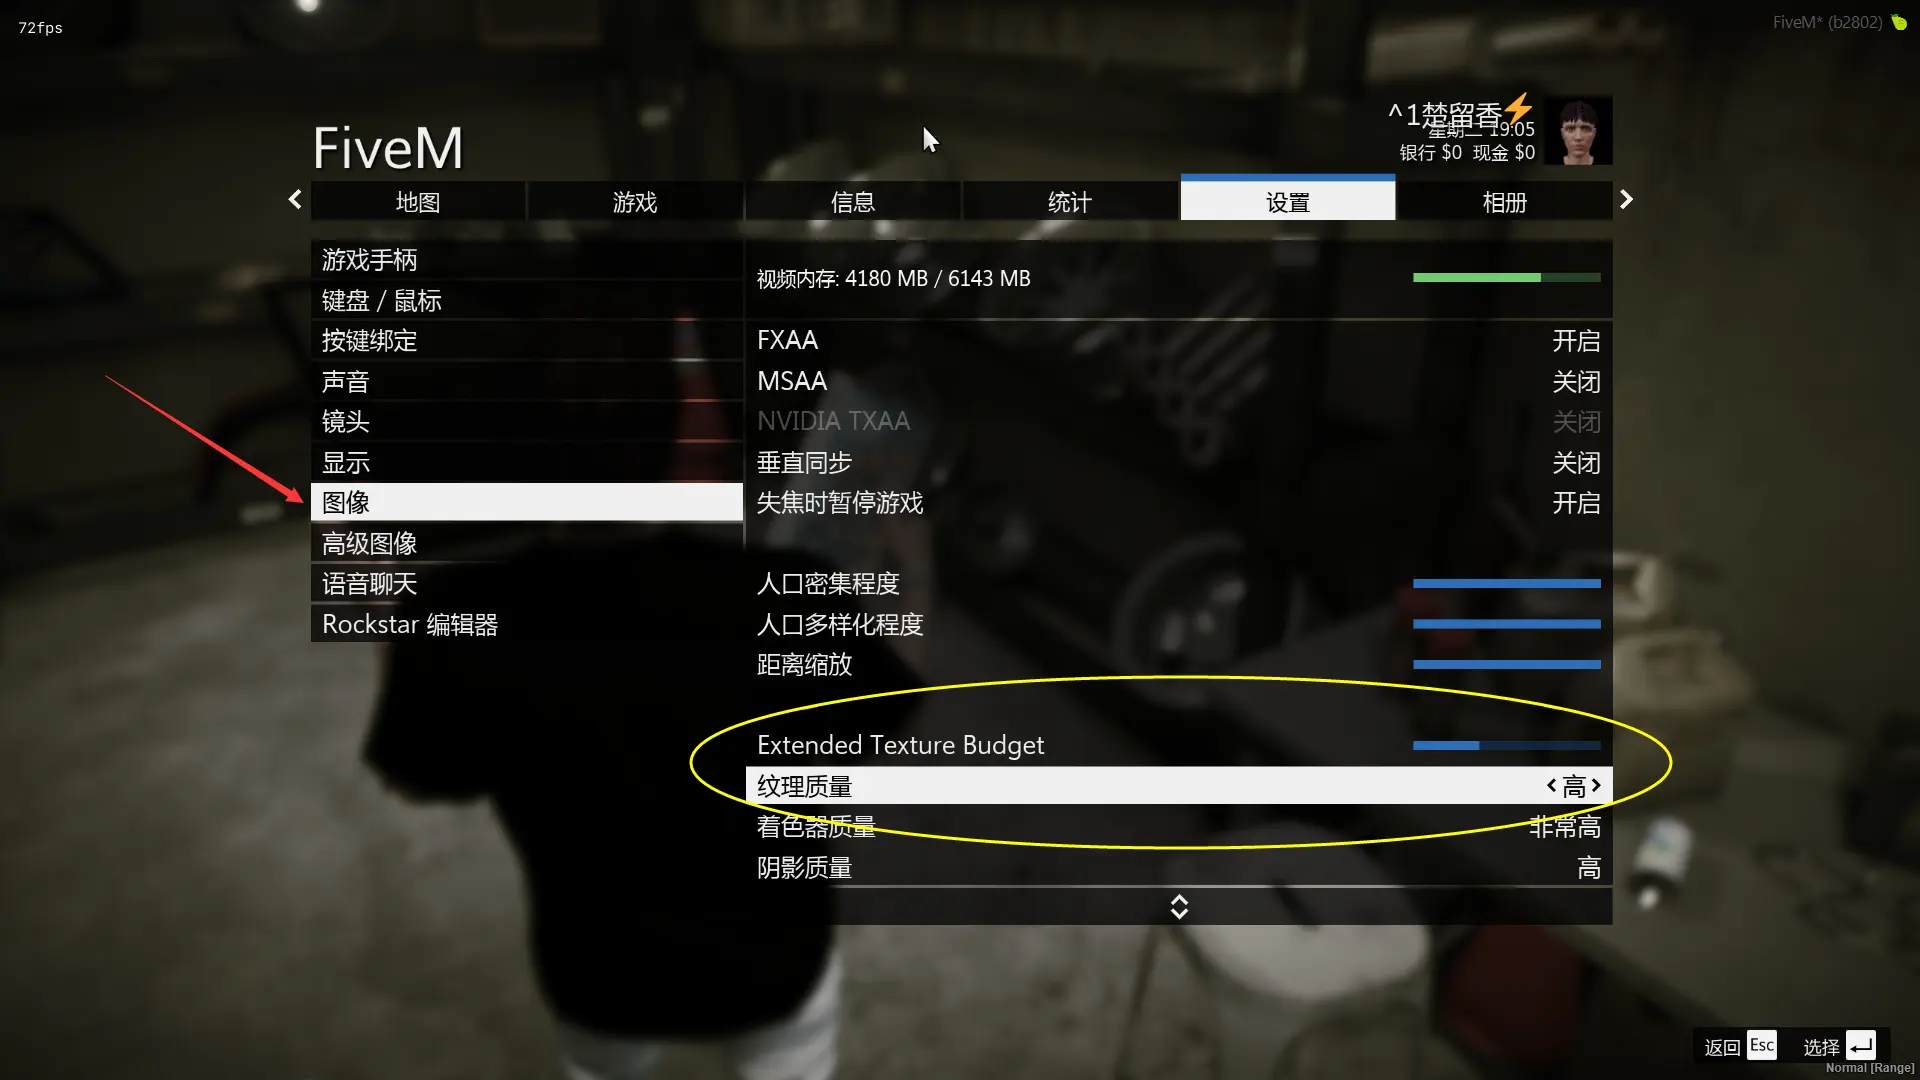 72fps
FiveM* (b2802)
FiveM
^1楚留香⚡
星期二 19:05
银行 $0 现金 $0
地图
游戏
信息
统计
设置
相册
游戏手柄
键盘 / 鼠标
按键绑定
声音
镜头
显示
图像
高级图像
语音聊天
Rockstar 编辑器
视频内存: 4180 MB / 6143 MB
FXAA 开启
MSAA 关闭
NVIDIA TXAA 关闭
垂直同步 关闭
失焦时暂停游戏 开启
人口密集程度
人口多样化程度
距离缩放
Extended Texture Budget
纹理质量 高
着色器质量 非常高
阴影质量 高
返回 Esc 选择
Normal [Range]